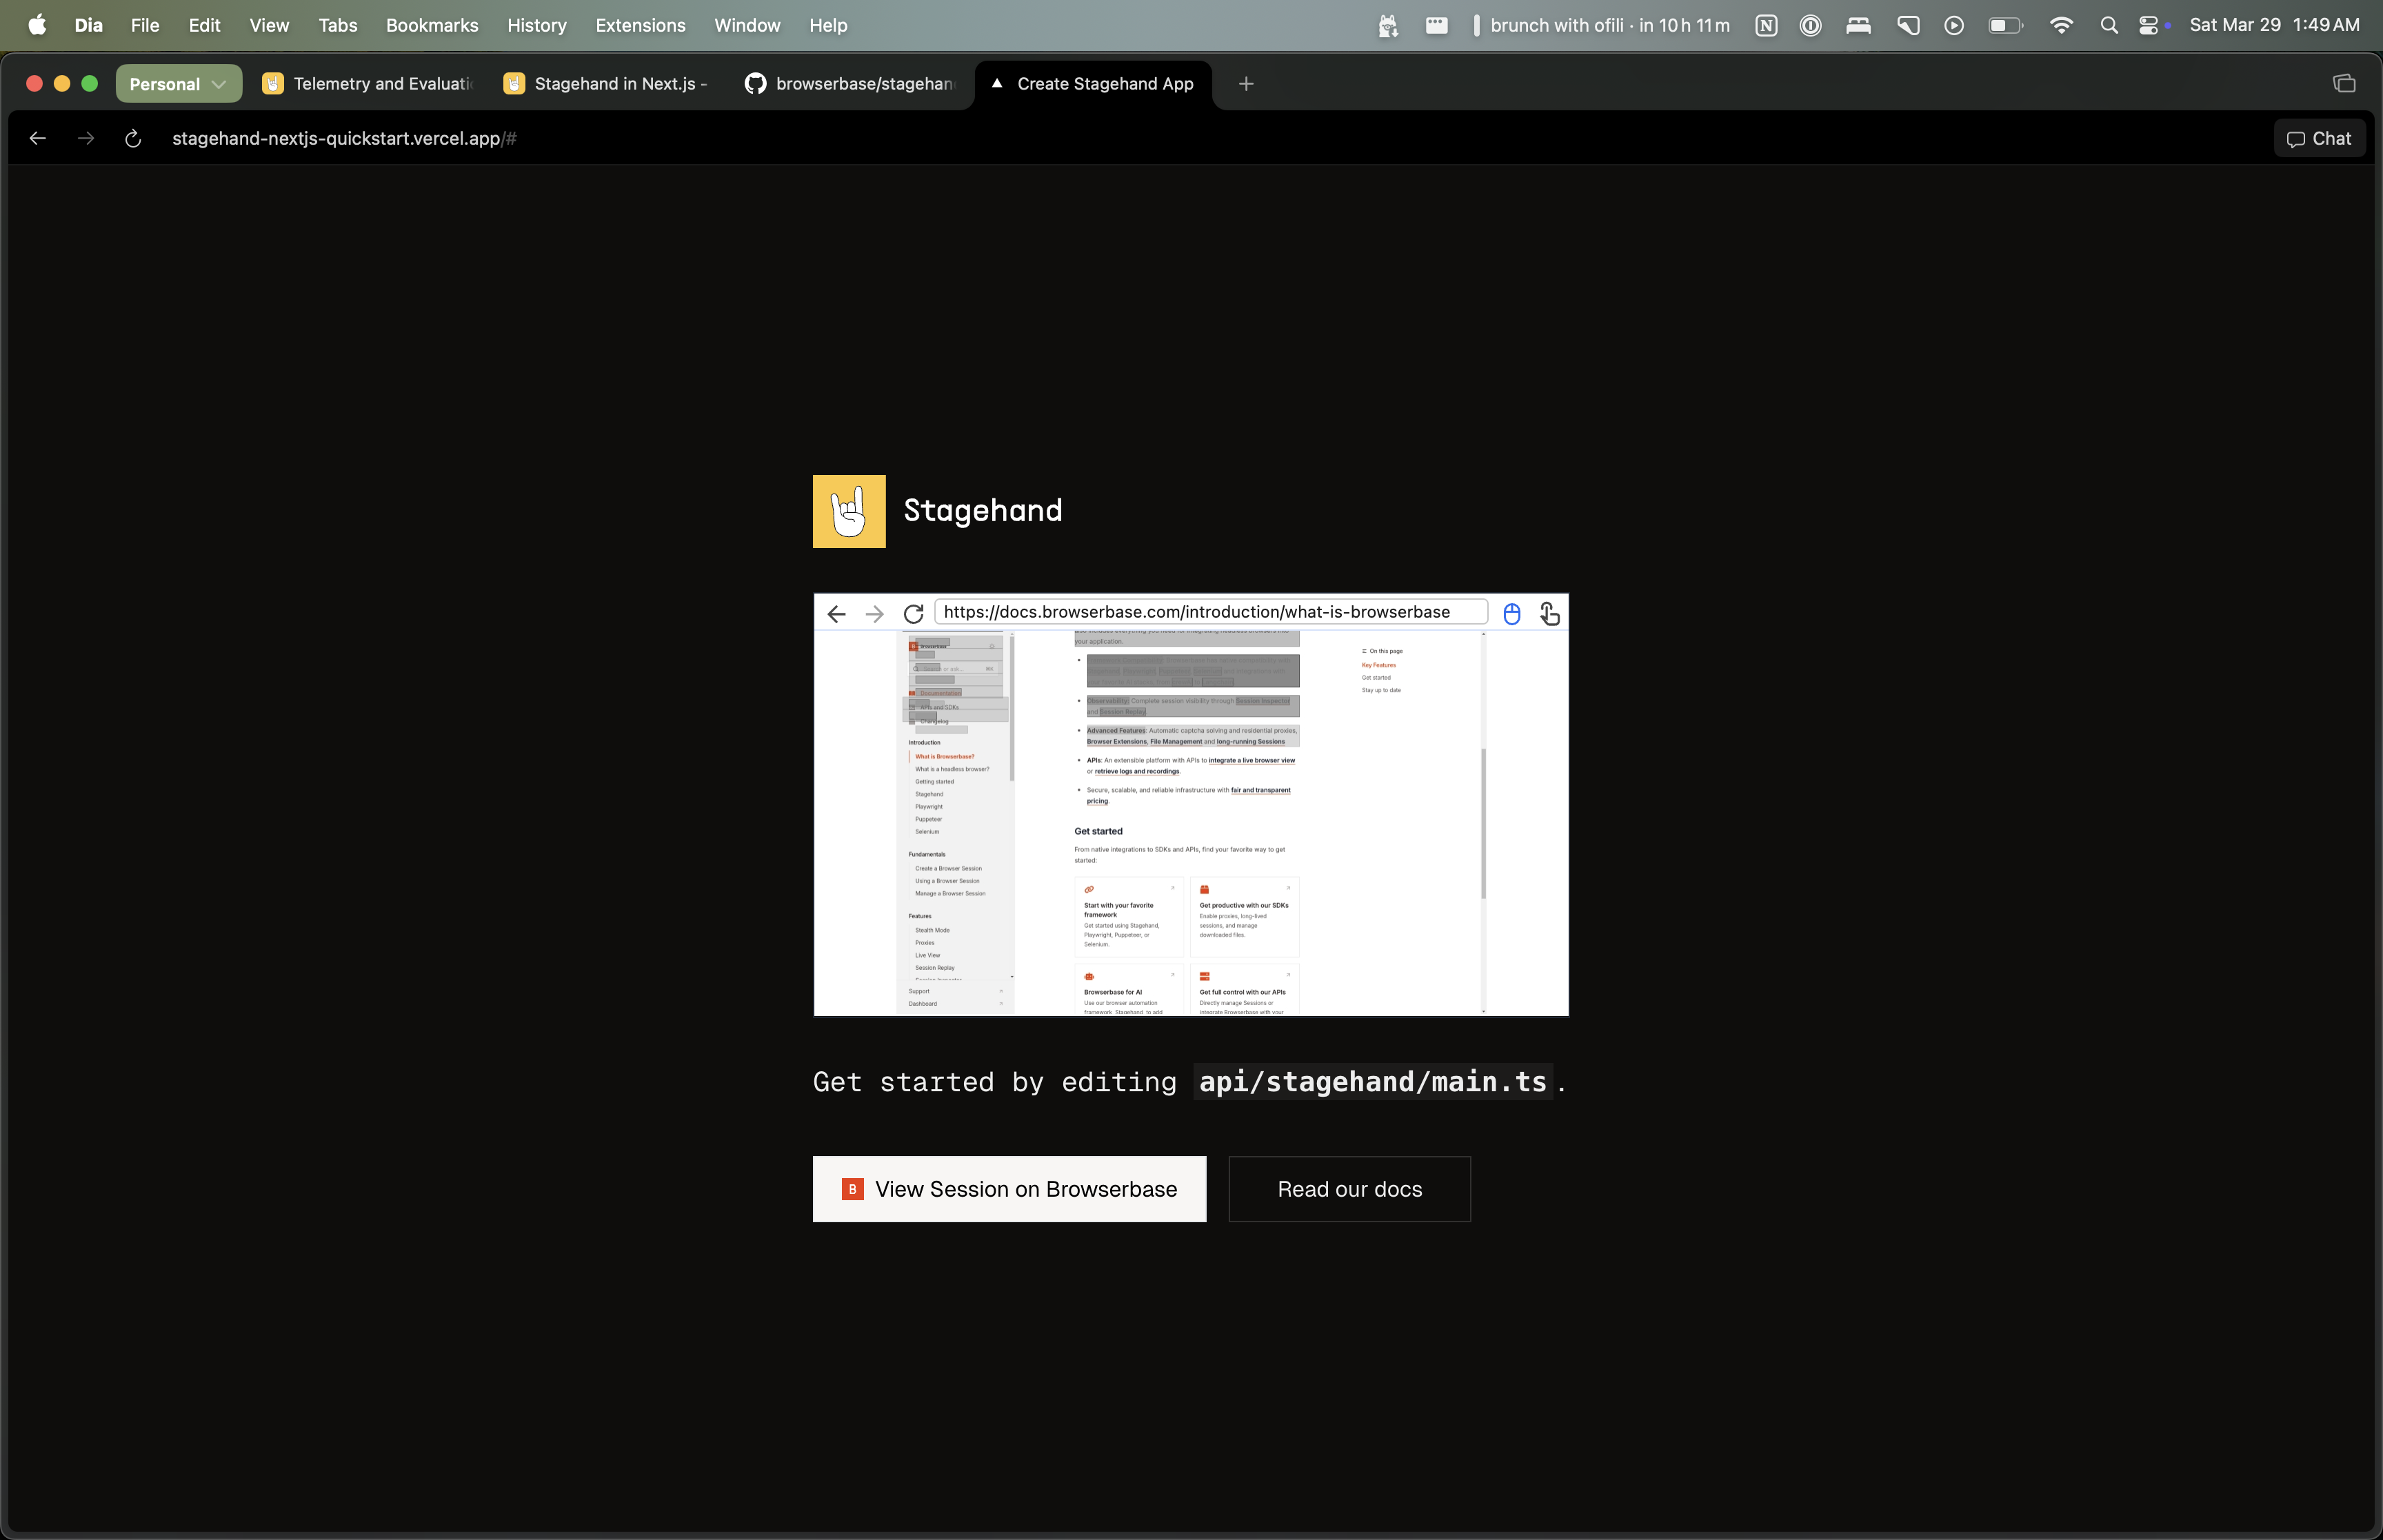 Dia File Edit View Tabs Bookmarks History Extensions Window Help
brunch with ofili · in 10 h 11 m
Sat Mar 29 1:49 AM
Personal
Telemetry and Evaluati
Stagehand in Next.js -
browserbase/stagehan
Create Stagehand App
stagehand-nextjs-quickstart.vercel.app/#
Chat
Stagehand
https://docs.browserbase.com/introduction/what-is-browserbase
Documentation
APIs and SDKs
Changelog
Introduction
What is Browserbase?
What is a headless browser?
Getting started
Stagehand
Playwright
Puppeteer
Selenium
Fundamentals
Create a Browser Session
Using a Browser Session
Manage a Browser Session
Features
Stealth Mode
Proxies
Live View
Session Replay
Support
Dashboard
your application.
Observability: Complete session visibility through Session Inspector
and Session Replay
Advanced Features: Automatic captcha solving and residential proxies,
Browser Extensions, File Management and long-running Sessions
APIs: An extensible platform with APIs to integrate a live browser view
or retrieve logs and recordings.
Secure, scalable, and reliable infrastructure with fair and transparent
pricing.
Get started
From native integrations to SDKs and APIs, find your favorite way to get
started:
Start with your favorite
framework
Get started using Stagehand,
Playwright, Puppeteer, or
Selenium.
Get productive with our SDKs
Enable proxies, long-lived
sessions, and manage
downloaded files.
Browserbase for AI
Use our browser automation
framework, Stagehand, to add
Get full control with our APIs
Directly manage Sessions or
integrate Browserbase with your
On this page
Key Features
Get started
Stay up to date
Get started by editing api/stagehand/main.ts.
B View Session on Browserbase
Read our docs